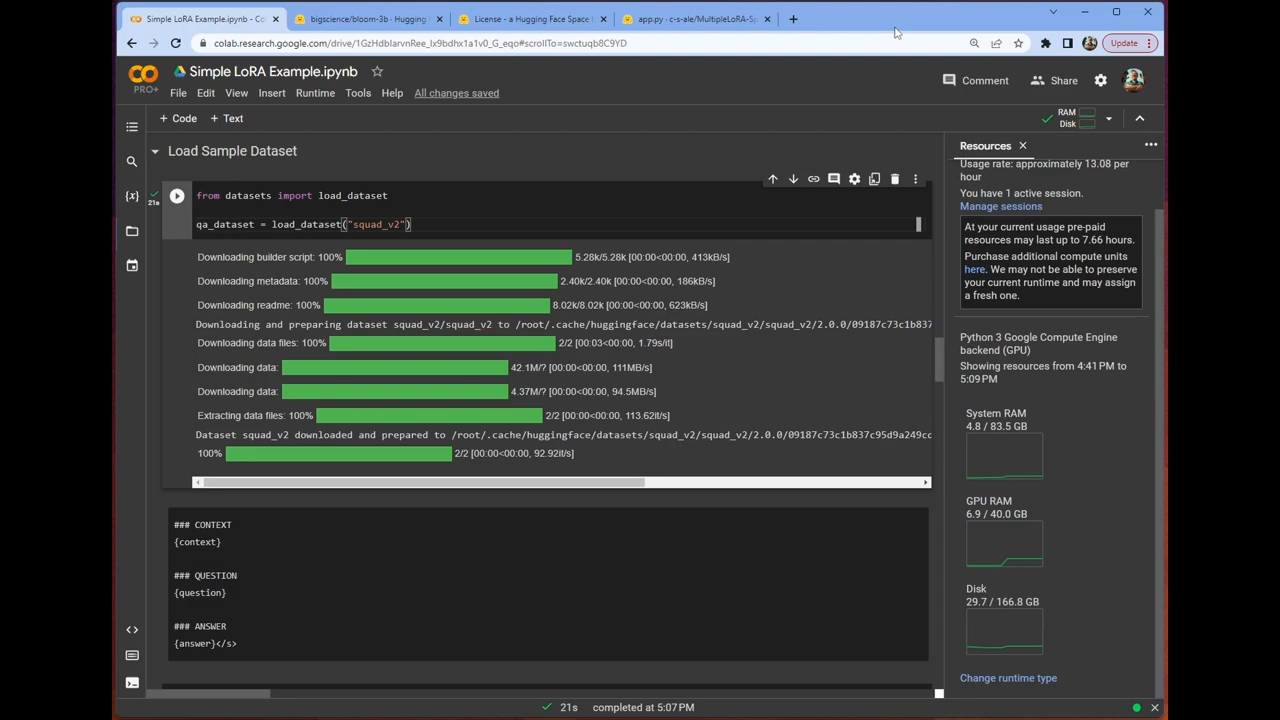 Simple LoRA Example.ipynb - Co
bigscience/bloom-3b · Hugging
License - a Hugging Face Space
app.py · c-s-ale/MultipleLoRA-Sp
colab.research.google.com/drive/1GzHdbIarvnRee_lx9bdhx1a1v0_G_eqo#scrollTo=swctuqb8C9YD
Update
PRO+
Simple LoRA Example.ipynb
File Edit View Insert Runtime Tools Help All changes saved
Comment
Share
+ Code + Text
RAM
Disk
Load Sample Dataset
21s
from datasets import load_dataset
qa_dataset = load_dataset("squad_v2")
Downloading builder script: 100% 5.28k/5.28k [00:00<00:00, 413kB/s]
Downloading metadata: 100% 2.40k/2.40k [00:00<00:00, 186kB/s]
Downloading readme: 100% 8.02k/8.02k [00:00<00:00, 623kB/s]
Downloading and preparing dataset squad_v2/squad_v2 to /root/.cache/huggingface/datasets/squad_v2/squad_v2/2.0.0/09187c73c1b837
Downloading data files: 100% 2/2 [00:03<00:00, 1.79s/it]
Downloading data: 42.1M/? [00:00<00:00, 111MB/s]
Downloading data: 4.37M/? [00:00<00:00, 94.5MB/s]
Extracting data files: 100% 2/2 [00:00<00:00, 113.62it/s]
Dataset squad_v2 downloaded and prepared to /root/.cache/huggingface/datasets/squad_v2/squad_v2/2.0.0/09187c73c1b837c95d9a249cc
100% 2/2 [00:00<00:00, 92.92it/s]
### CONTEXT
{context}
### QUESTION
{question}
### ANSWER
{answer}</s>
Resources
Usage rate: approximately 13.08 per
hour
You have 1 active session.
Manage sessions
At your current usage pre-paid
resources may last up to 7.66 hours.
Purchase additional compute units
here. We may not be able to preserve
your current runtime and may assign
a fresh one.
Python 3 Google Compute Engine
backend (GPU)
Showing resources from 4:41 PM to
5:09 PM
System RAM
4.8 / 83.5 GB
GPU RAM
6.9 / 40.0 GB
Disk
29.7 / 166.8 GB
Change runtime type
21s completed at 5:07 PM